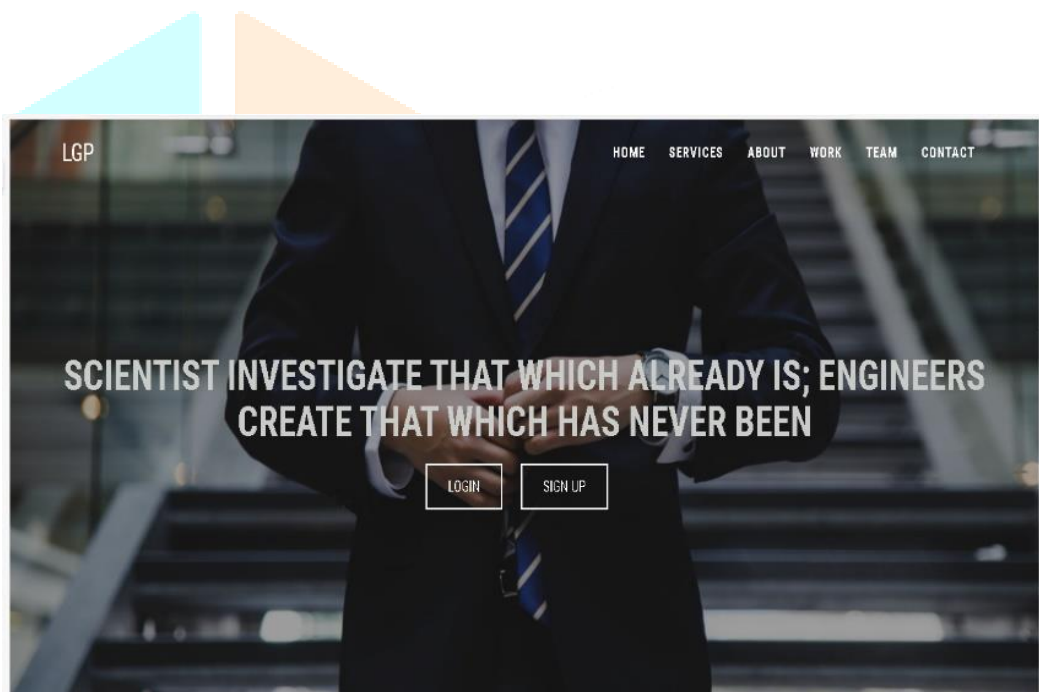 LGP
HOME SERVICES ABOUT WORK TEAM CONTACT
SCIENTIST INVESTIGATE THAT WHICH ALREADY IS; ENGINEERS
CREATE THAT WHICH HAS NEVER BEEN
LOGIN SIGN UP